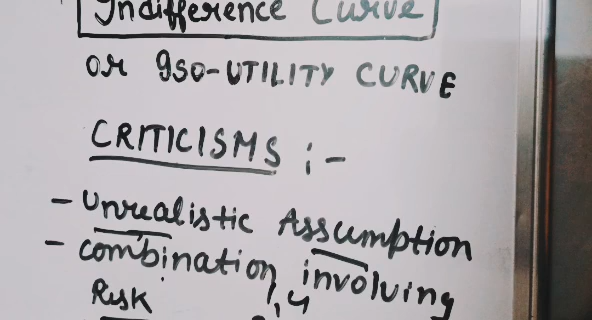 Indifference Curve
or ISO-UTILITY CURVE
CRITICISMS :-
- Unrealistic Assumption
- combination involving
Risk